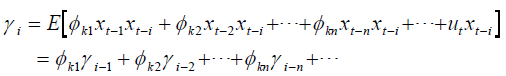 γ_i = E[ϕ_{k1}x_{t−1}x_{t−i} + ϕ_{k2}x_{t−2}x_{t−i} + ⋯ + ϕ_{kn}x_{t−n}x_{t−i} + ⋯ + u_t x_{t−i}]
= ϕ_{k1}γ_{i−1} + ϕ_{k2}γ_{i−2} + ⋯ + ϕ_{kn}γ_{i−n} + ⋯